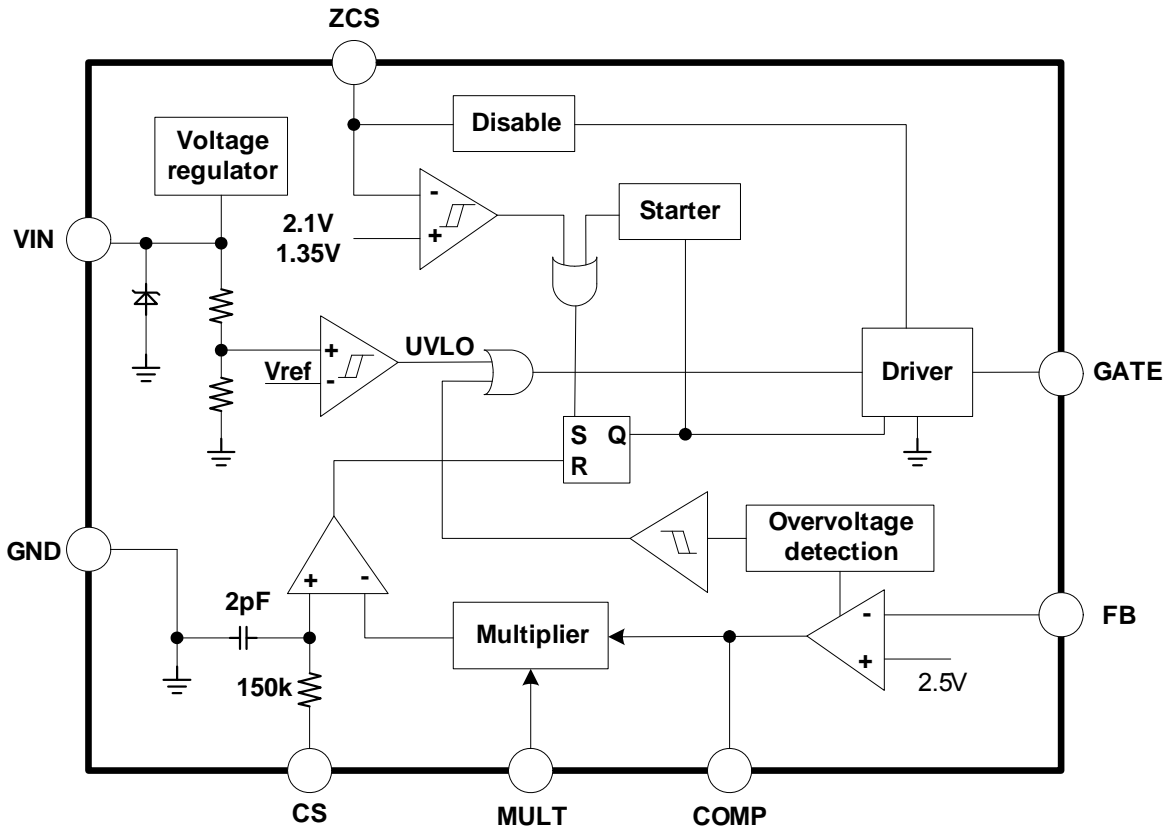 ZCS
Disable
Voltage
regulator
-
Starter
2.1V
1.35V
+
VIN
+
UVLO
Vref
-
Driver
GATE
S Q
R
Overvoltage
detection
GND
+ -
2pF
Multiplier
-
FB
+
2.5V
150k
CS
MULT
COMP